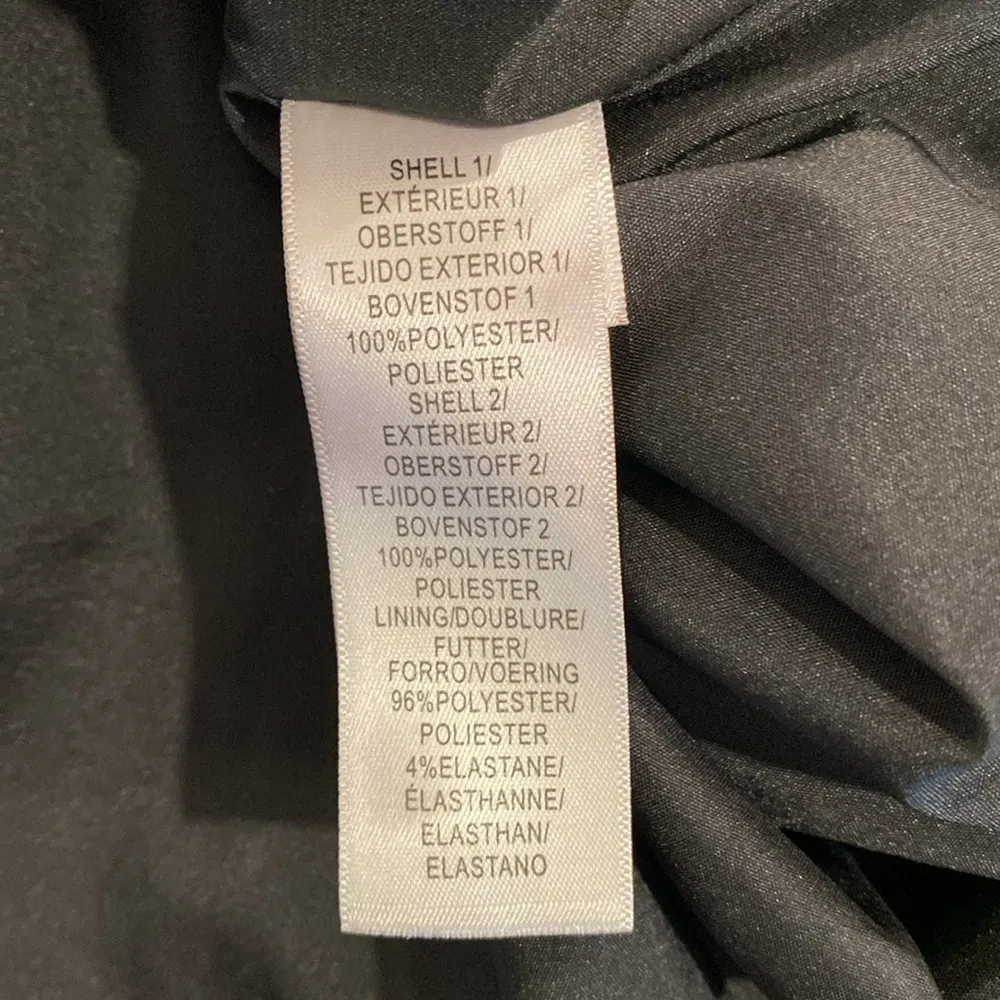 SHELL 1/
EXTÉRIEUR 1/
OBERSTOFF 1/
TEJIDO EXTERIOR 1/
BOVENSTOF 1
100%POLYESTER/
POLIESTER
SHELL 2/
EXTÉRIEUR 2/
OBERSTOFF 2/
TEJIDO EXTERIOR 2/
BOVENSTOF 2
100%POLYESTER/
POLIESTER
LINING/DOUBLURE/
FUTTER/
FORRO/VOERING
96%POLYESTER/
POLIESTER
4%ELASTANE/
ÉLASTHANNE/
ELASTHAN/
ELASTANO